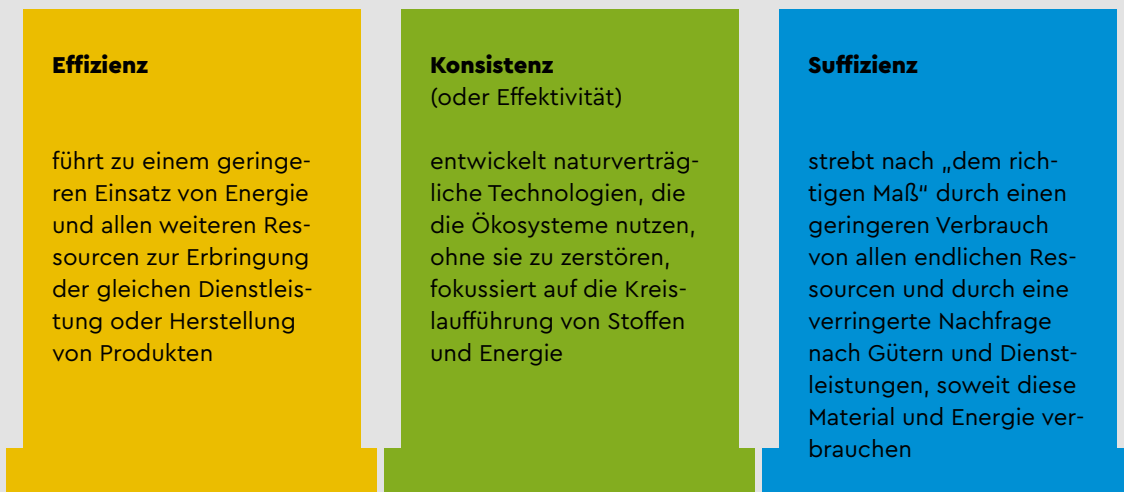 Effizienz
führt zu einem geringe-
ren Einsatz von Energie
und allen weiteren Res-
sourcen zur Erbringung
der gleichen Dienstleis-
tung oder Herstellung
von Produkten
Konsistenz
(oder Effektivität)
entwickelt naturverträg-
liche Technologien, die
die Ökosysteme nutzen,
ohne sie zu zerstören,
fokussiert auf die Kreis-
laufführung von Stoffen
und Energie
Suffizienz
strebt nach „dem rich-
tigen Maß“ durch einen
geringeren Verbrauch
von allen endlichen Res-
sourcen und durch eine
verringerte Nachfrage
nach Gütern und Dienst-
leistungen, soweit diese
Material und Energie ver-
brauchen